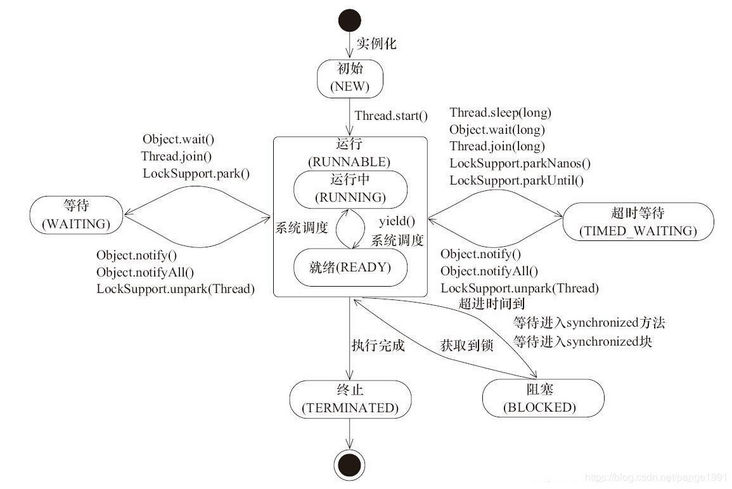 实例化
初始
(NEW)
Thread.start()
Object.wait()
Thread.join()
LockSupport.park()
Thread.sleep(long)
Object.wait(long)
Thread.join(long)
LockSupport.parkNanos()
LockSupport.parkUntil()
运行
(RUNNABLE)
运行中
(RUNNING)
系统调度
yield()
系统调度
就绪(READY)
等待
(WAITING)
超时等待
(TIMED_WAITING)
Object.notify()
Object.notifyAll()
LockSupport.unpark(Thread)
Object.notify()
Object.notifyAll()
LockSupport.unpark(Thread)
超进时间到
等待进入synchronized方法
等待进入synchronized块
获取到锁
执行完成
终止
(TERMINATED)
阻塞
(BLOCKED)
https://blog.csdn.net/pange1991